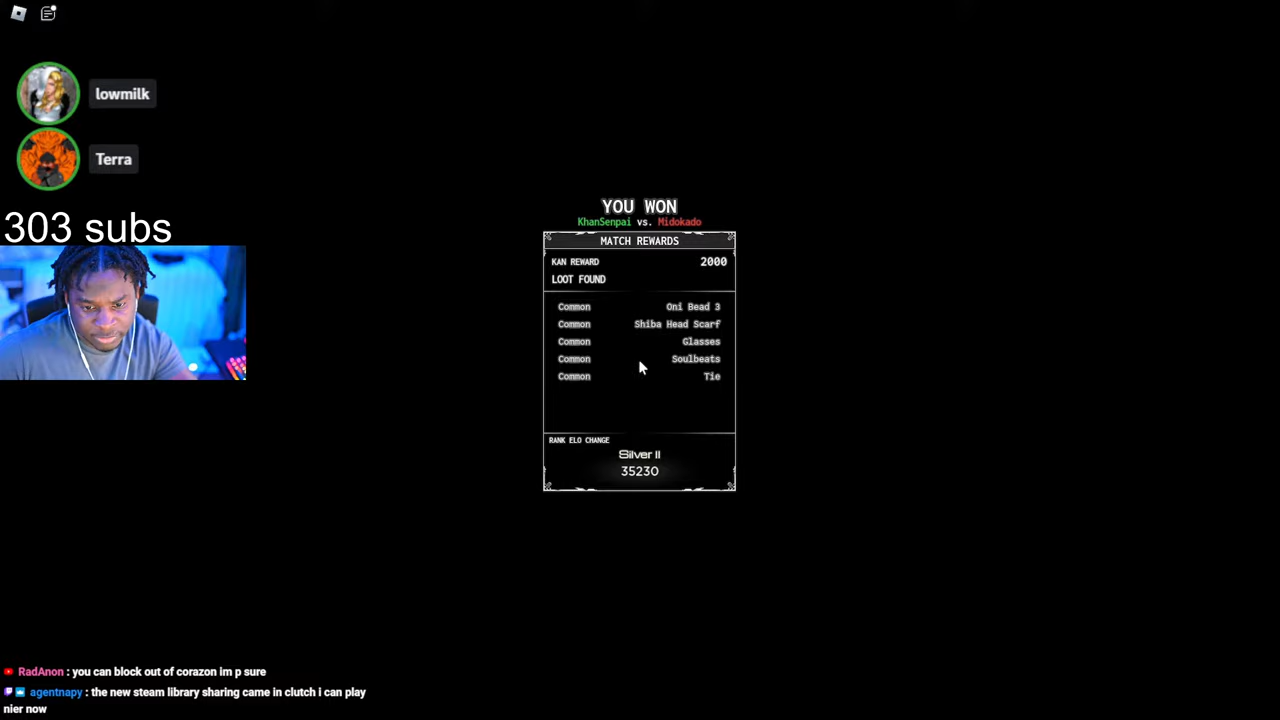 lowmilk
Terra
303 subs
YOU WON
KhanSenpai vs. Midokado
MATCH REWARDS
KAN REWARD 2000
LOOT FOUND
Common Oni Bead 3
Common Shiba Head Scarf
Common Glasses
Common Soulbeats
Common Tie
RANK ELO CHANGE
Silver II
35230
RadAnon : you can block out of corazon im p sure
agentnapy : the new steam library sharing came in clutch i can play
nier now